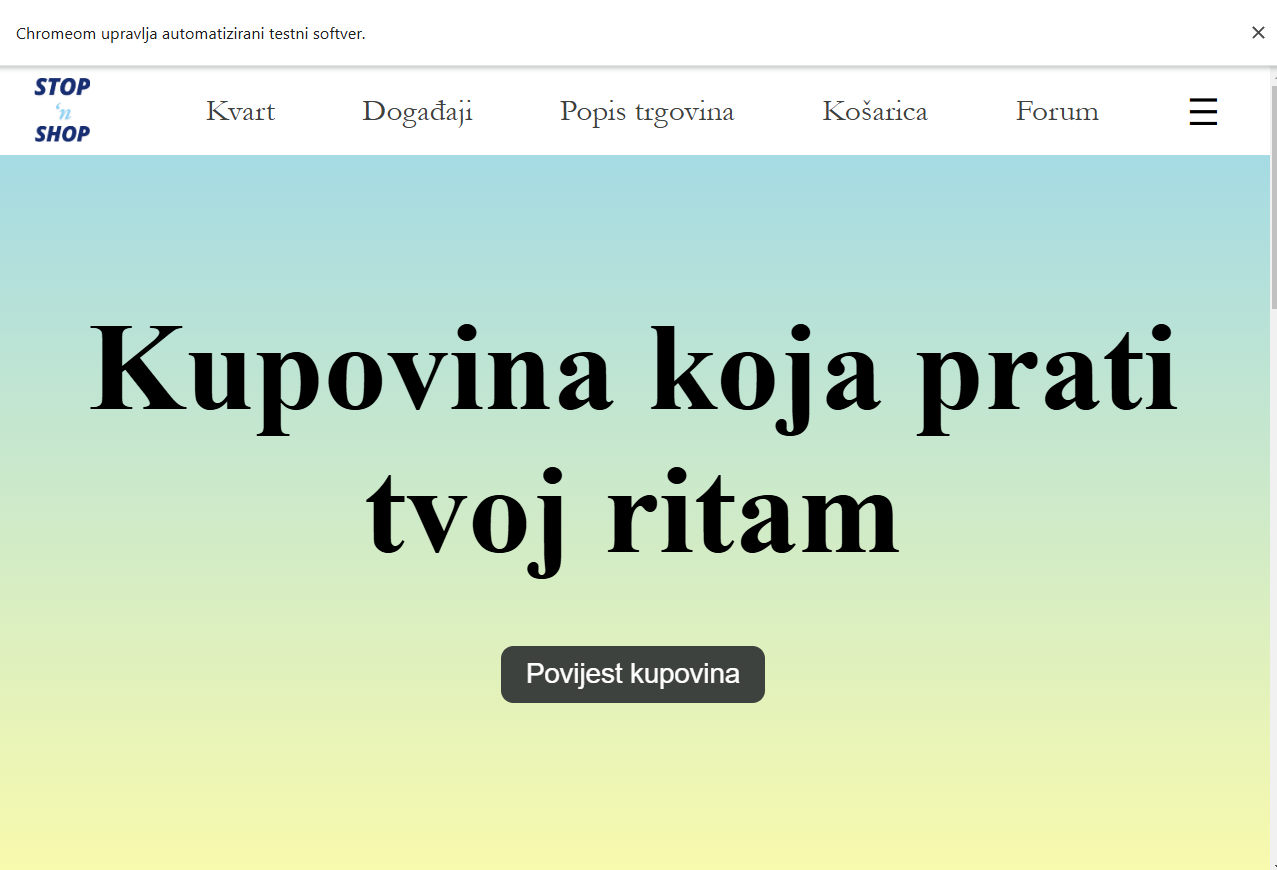 Chromeom upravlja automatizirani testni softver.
STOP
'n
SHOP
Kvart Događaji Popis trgovina Košarica Forum
Kupovina koja prati
tvoj ritam
Povijest kupovina